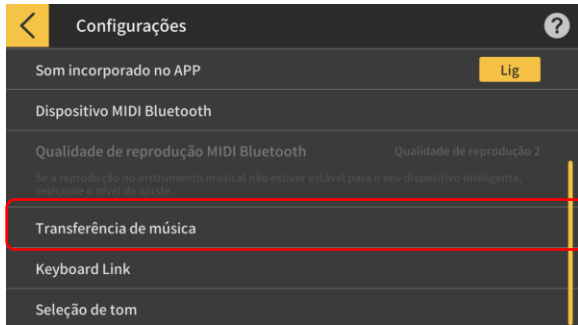 Configurações
?
Som incorporado no APP Lig
Dispositivo MIDI Bluetooth
Qualidade de reprodução MIDI Bluetooth Qualidade de reprodução 2
Se a reprodução no instrumento musical não estiver estável para o seu dispositivo inteligente,
selecione o nível de ajuste.
Transferência de música
Keyboard Link
Seleção de tom